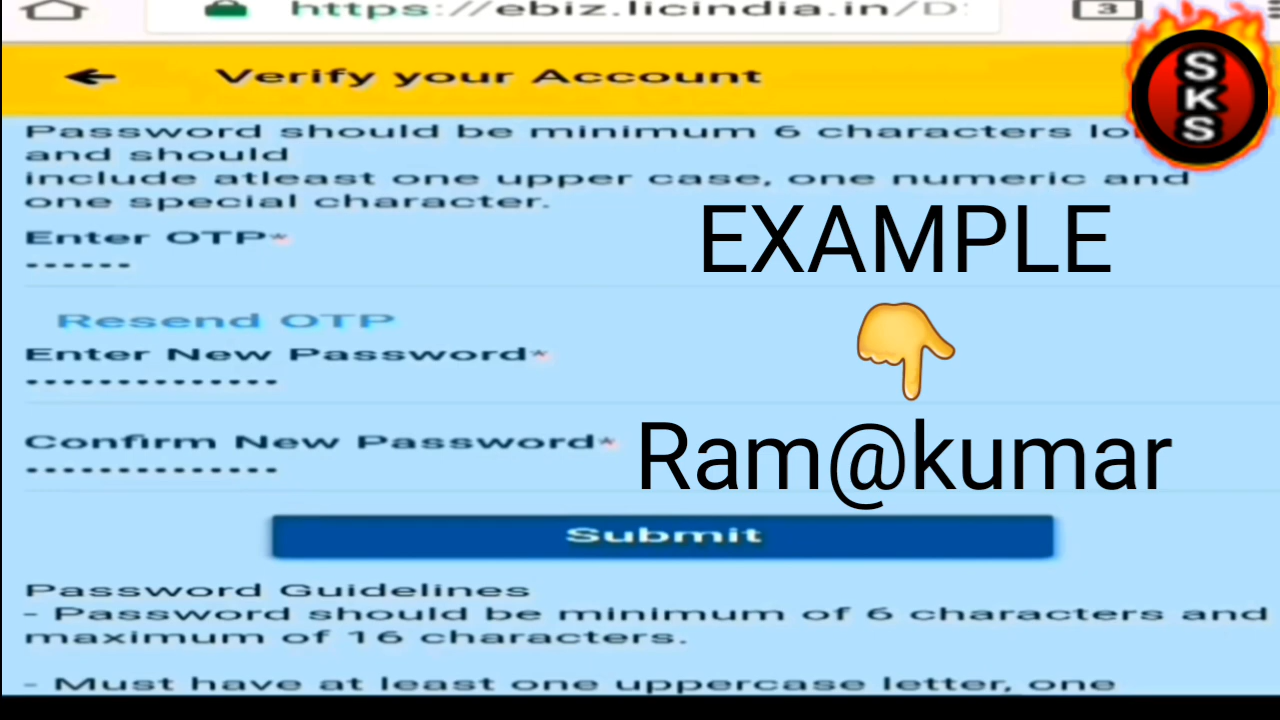 https://ebiz.licindia.in/D
3
Verify your Account
SKS
Password should be minimum 6 characters
and should
include atleast one upper case, one numeric and
one special character.
Enter OTP*
EXAMPLE
Resend OTP
Enter New Password*
Confirm New Password*
Ram@kumar
Submit
Password Guidelines
- Password should be minimum of 6 characters and
maximum of 16 characters.
- Must have at least one uppercase letter, one